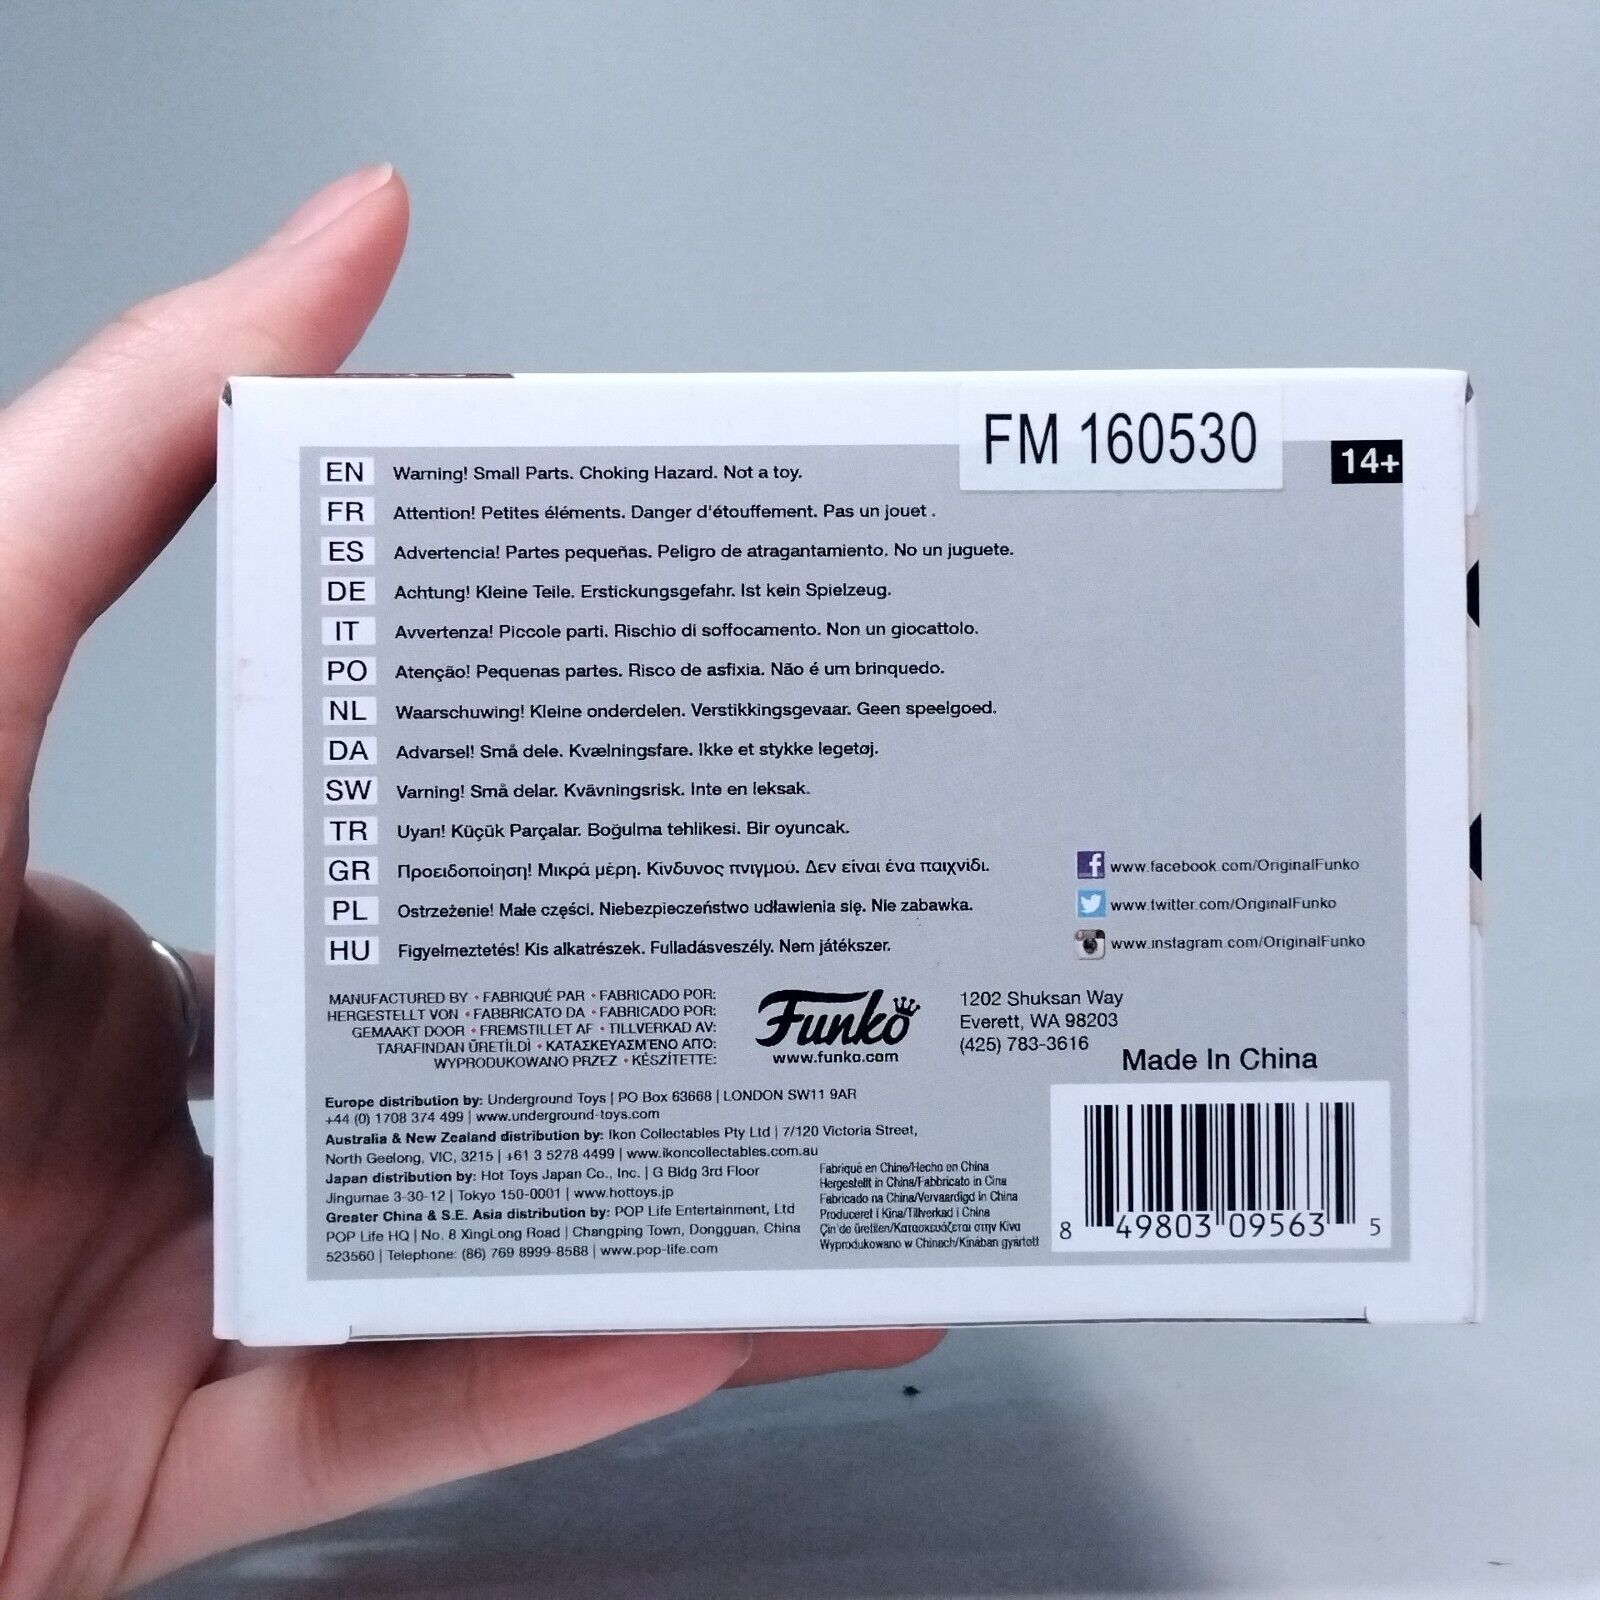 FM 160530
14+
EN Warning! Small Parts. Choking Hazard. Not a toy.
FR Attention! Petites éléments. Danger d'étouffement. Pas un jouet .
ES Advertencia! Partes pequeñas. Peligro de atragantamiento. No un juguete.
DE Achtung! Kleine Teile. Erstickungsgefahr. Ist kein Spielzeug.
IT Avvertenza! Piccole parti. Rischio di soffocamento. Non un giocattolo.
PO Atenção! Pequenas partes. Risco de asfixia. Não é um brinquedo.
NL Waarschuwing! Kleine onderdelen. Verstikkingsgevaar. Geen speelgoed.
DA Advarsel! Små dele. Kvælningsfare. Ikke et stykke legetøj.
SW Varning! Små delar. Kvävningsrisk. Inte en leksak.
TR Uyarı! Küçük Parçalar. Boğulma tehlikesi. Bir oyuncak.
GR Προειδοποίηση! Μικρά μέρη. Κίνδυνος πνιγμού. Δεν είναι ένα παιχνίδι.
PL Ostrzeżenie! Małe części. Niebezpieczeństwo udławienia się. Nie zabawka.
HU Figyelmeztetés! Kis alkatrészek. Fulladásveszély. Nem játékszer.
www.facebook.com/OriginalFunko
www.twitter.com/OriginalFunko
www.instagram.com/OriginalFunko
MANUFACTURED BY • FABRIQUÉ PAR • FABRICADO POR:
HERGESTELLT VON • FABBRICATO DA • FABRICADO POR:
GEMAAKT DOOR • FREMSTILLET AF • TILLVERKAD AV:
TARAFINDAN ÜRETİLDİ • ΚΑΤΑΣΚΕΥΑΣΜΈΝΟ ΑΠΌ:
WYPRODUKOWANO PRZEZ • KÉSZÍTETTE:
Funko
www.funko.com
1202 Shuksan Way
Everett, WA 98203
(425) 783-3616
Made In China
Europe distribution by: Underground Toys | PO Box 63668 | LONDON SW11 9AR
+44 (0) 1708 374 499 | www.underground-toys.com
Australia & New Zealand distribution by: Ikon Collectables Pty Ltd | 7/120 Victoria Street,
North Geelong, VIC, 3215 | +61 3 5278 4499 | www.ikoncollectables.com.au
Japan distribution by: Hot Toys Japan Co., Inc. | G Bldg 3rd Floor
Jingumae 3-30-12 | Tokyo 150-0001 | www.hottoys.jp
Greater China & S.E. Asia distribution by: POP Life Entertainment, Ltd
POP Life HQ | No. 8 XingLong Road | Changping Town, Dongguan, China
523560 | Telephone: (86) 769 8999-8588 | www.pop-life.com
Fabriqué en Chine/Hecho en China
Hergestellt in China/Fabbricato in Cina
Fabricado na China/Vervaardigd in China
Produceret i Kina/Tillverkad i China
Çin'de üretilen/Κατασκευάζεται στην Κίνα
Wyprodukowano w Chinach/Kínában gyártott
8 49803 09563 5